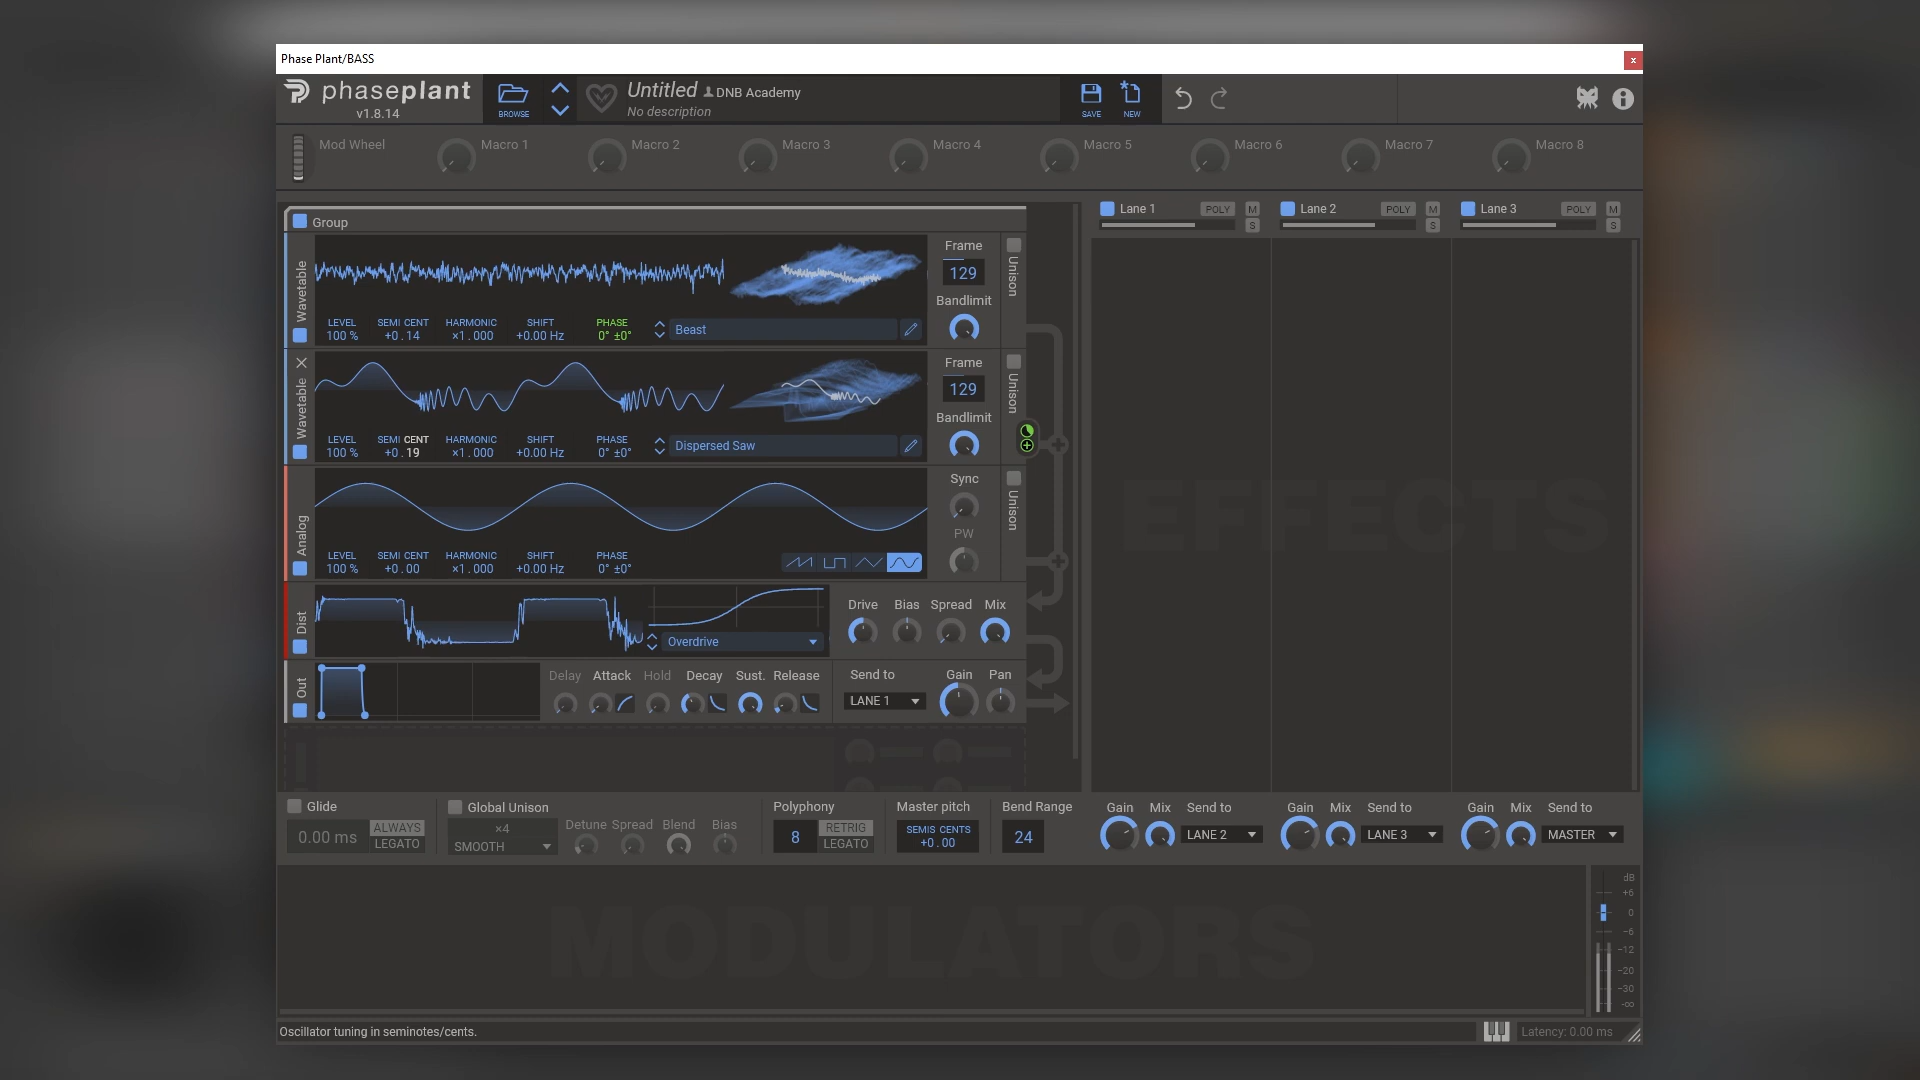 Phase Plant/BASS
x
phaseplant
v1.8.14
BROWSE
Untitled DNB Academy
No description
SAVE
NEW
Mod Wheel
Macro 1
Macro 2
Macro 3
Macro 4
Macro 5
Macro 6
Macro 7
Macro 8
Group
Wavetable
LEVEL
100 %
SEMI CENT
+0.14
HARMONIC
×1.000
SHIFT
+0.00 Hz
PHASE
0° ±0°
Beast
Frame
129
Bandlimit
Unison
Wavetable
LEVEL
100 %
SEMI CENT
+0.19
HARMONIC
×1.000
SHIFT
+0.00 Hz
PHASE
0° ±0°
Dispersed Saw
Frame
129
Bandlimit
Unison
Analog
LEVEL
100 %
SEMI CENT
+0.00
HARMONIC
×1.000
SHIFT
+0.00 Hz
PHASE
0° ±0°
Sync
PW
Unison
Dist
Overdrive
Drive Bias Spread Mix
Out
Delay Attack Hold Decay Sust. Release
Send to
LANE 1
Gain Pan
Lane 1 POLY M
S
Lane 2 POLY M
S
Lane 3 POLY M
S
EFFECTS
Glide
0.00 ms
ALWAYS
LEGATO
Global Unison
×4
SMOOTH
Detune Spread Blend Bias
Polyphony
8
RETRIG
LEGATO
Master pitch
SEMIS CENTS
+0.00
Bend Range
24
Gain Mix Send to
LANE 2
Gain Mix Send to
LANE 3
Gain Mix Send to
MASTER
MODULATORS
dB
+6
0
-6
-12
-20
-30
-∞
Oscillator tuning in seminotes/cents.
Latency: 0.00 ms